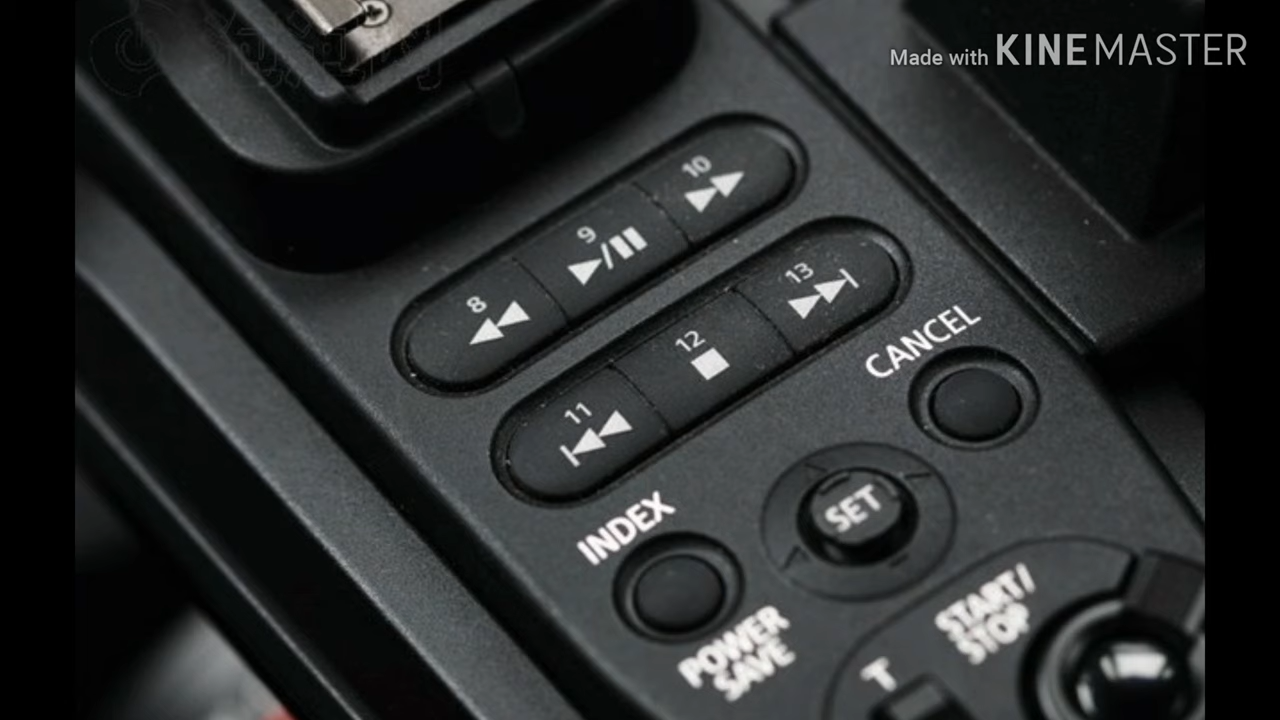 Made with KINEMASTER
10
9
8
13
12
11
CANCEL
SET
INDEX
POWER
SAVE
START/
STOP
T